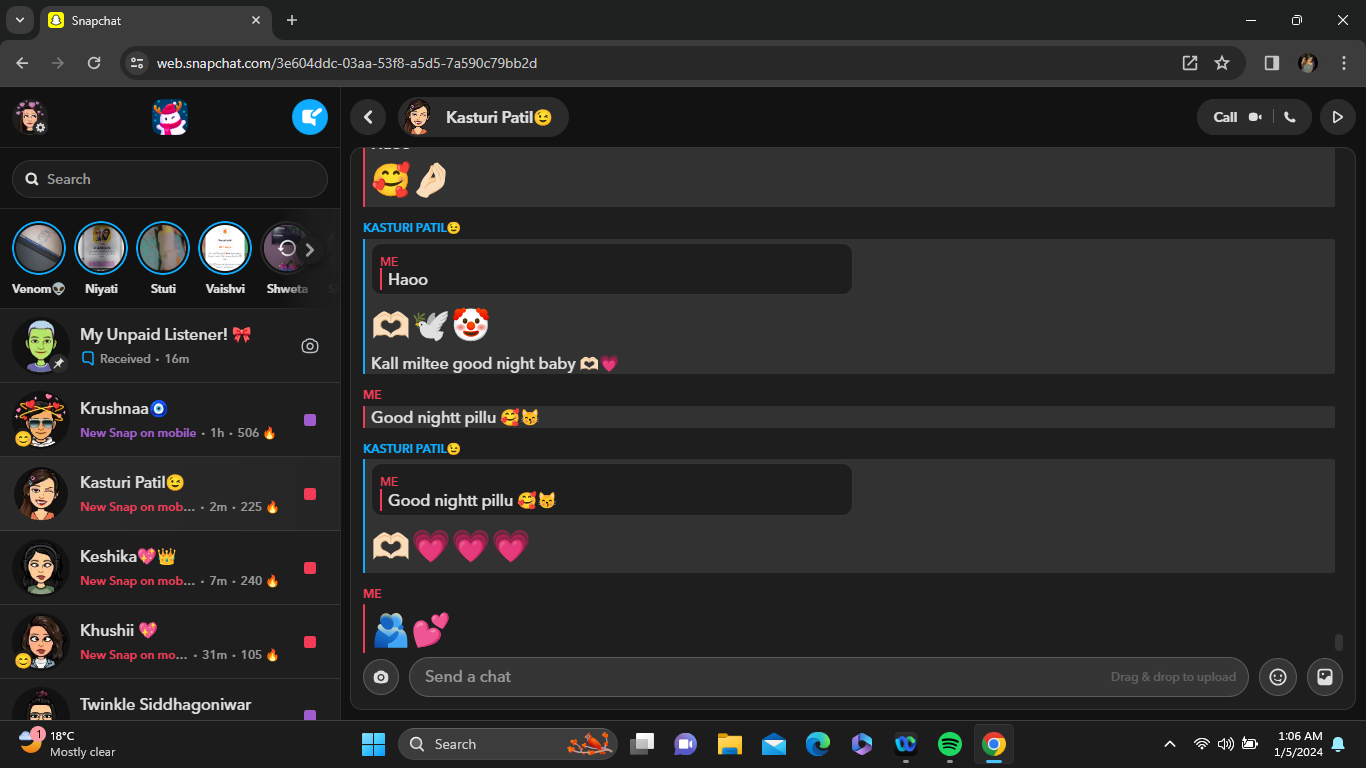 Snapchat
web.snapchat.com/3e604ddc-03aa-53f8-a5d5-7a590c79bb2d
Kasturi Patil😉
Call
Search
Venom👽
Niyati
Stuti
Vaishvi
Shweta
My Unpaid Listener! 🎀
Received · 16m
Krushnaa🧿
New Snap on mobile · 1h · 506 🔥
Kasturi Patil😉
New Snap on mob... · 2m · 225 🔥
Keshika💖👑
New Snap on mob... · 7m · 240 🔥
Khushii 💖
New Snap on mo... · 31m · 105 🔥
Twinkle Siddhagoniwar
🥰🤌🏻
KASTURI PATIL😉
ME
Haoo
🫶🏻🕊️🤡
Kall miltee good night baby 🫶🏻💗
ME
Good nightt pillu 🥰😽
KASTURI PATIL😉
ME
Good nightt pillu 🥰😽
🫶🏻💗💗💗
ME
🫂💕
Send a chat
Drag & drop to upload
1
18°C
Mostly clear
Search
1:06 AM
1/5/2024